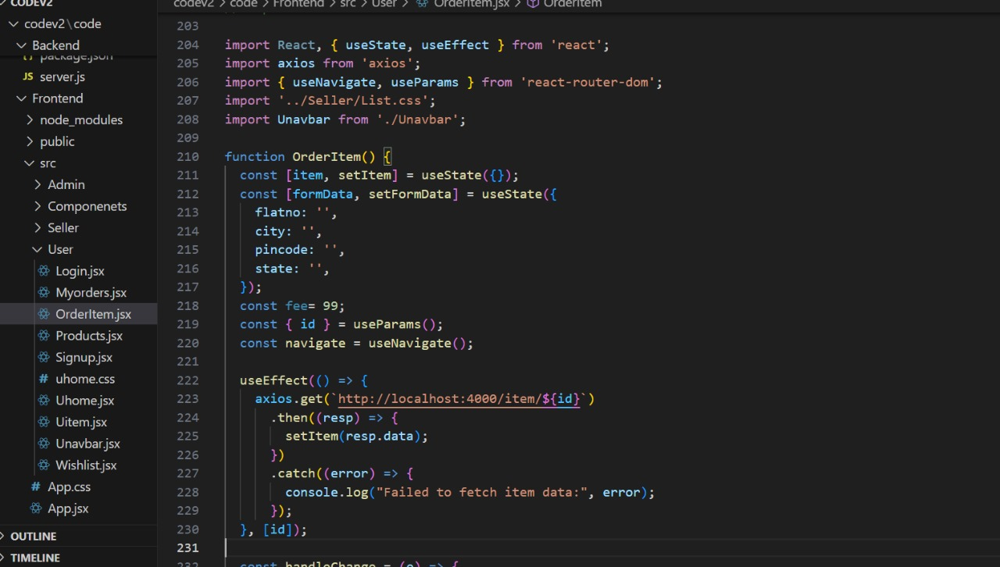 CODEV2
codev2\code
Backend
package.json
JS server.js
Frontend
node_modules
public
src
Admin
Componenets
Seller
User
Login.jsx
Myorders.jsx
OrderItem.jsx
Products.jsx
Signup.jsx
# uhome.css
Uhome.jsx
Uitem.jsx
Unavbar.jsx
Wishlist.jsx
# App.css
App.jsx
OUTLINE
TIMELINE
codev2 > code > Frontend > src > User > OrderItem.jsx > OrderItem
203
204 import React, { useState, useEffect } from 'react';
205 import axios from 'axios';
206 import { useNavigate, useParams } from 'react-router-dom';
207 import '../Seller/List.css';
208 import Unavbar from './Unavbar';
209
210 function OrderItem() {
211 const [item, setItem] = useState({});
212 const [formData, setFormData] = useState({
213 flatno: '',
214 city: '',
215 pincode: '',
216 state: '',
217 });
218 const fee= 99;
219 const { id } = useParams();
220 const navigate = useNavigate();
221
222 useEffect(() => {
223 axios.get(`http://localhost:4000/item/${id}`)
224 .then((resp) => {
225 setItem(resp.data);
226 })
227 .catch((error) => {
228 console.log("Failed to fetch item data:", error);
229 });
230 }, [id]);
231
232 const handleChange = (e) => {